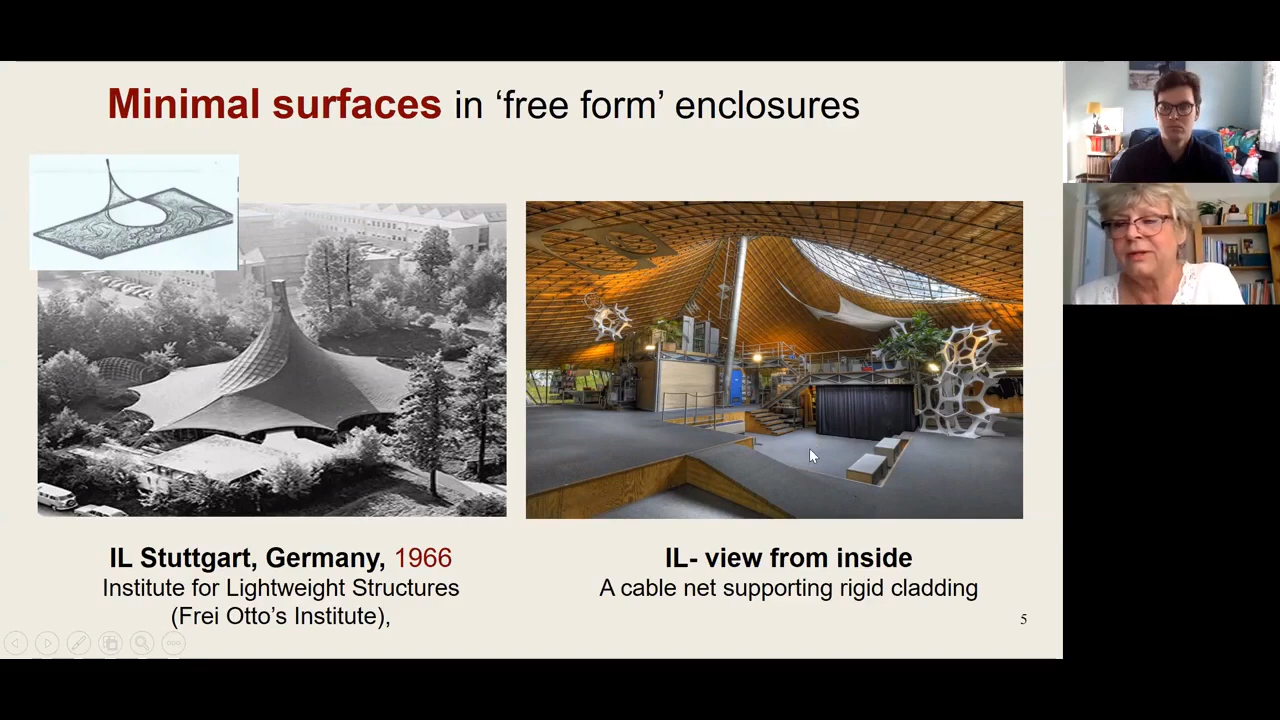 Minimal surfaces in ‘free form’ enclosures
IL Stuttgart, Germany, 1966
Institute for Lightweight Structures
(Frei Otto’s Institute),
IL- view from inside
A cable net supporting rigid cladding
5